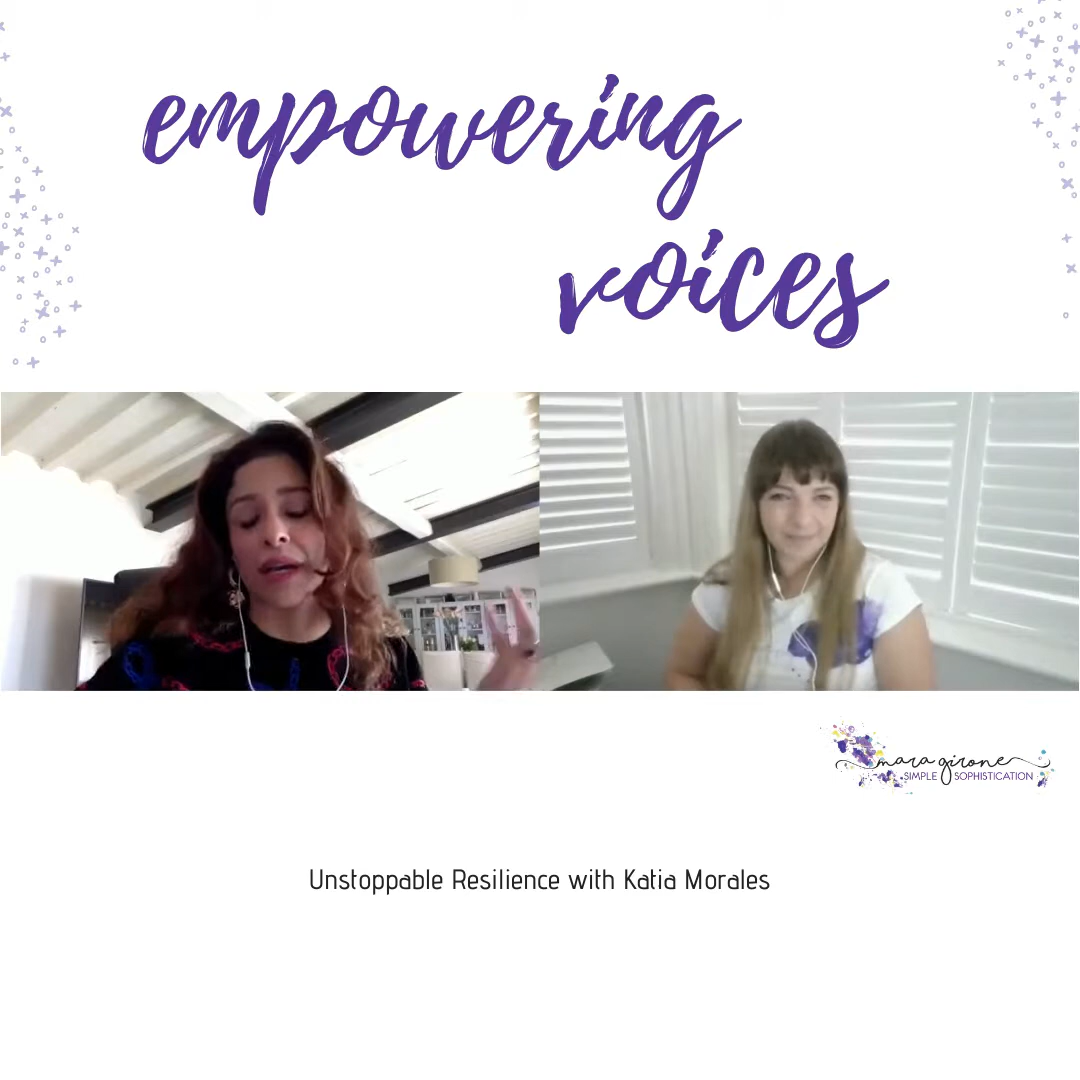 empowering
voices
mara girone
SIMPLE SOPHISTICATION
Unstoppable Resilience with Katia Morales